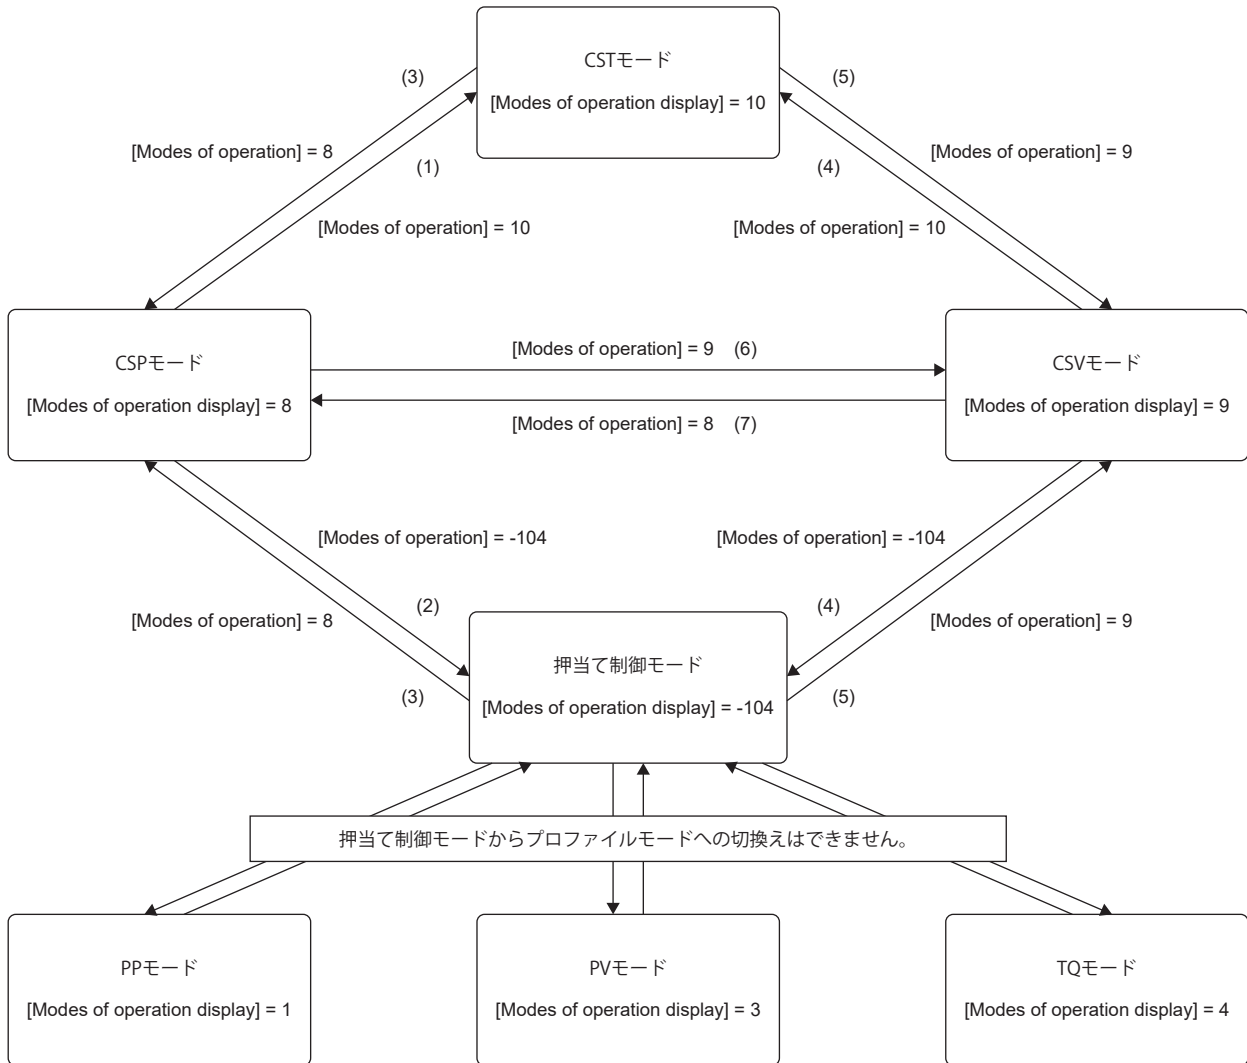 CSTモード
[Modes of operation display] = 10
(3)
(5)
[Modes of operation] = 8
(1)
(4)
[Modes of operation] = 9
[Modes of operation] = 10
[Modes of operation] = 10
CSPモード
[Modes of operation display] = 8
[Modes of operation] = 9 (6)
[Modes of operation] = 8 (7)
CSVモード
[Modes of operation display] = 9
[Modes of operation] = -104
[Modes of operation] = -104
(2)
(4)
[Modes of operation] = 8
[Modes of operation] = 9
押当て制御モード
[Modes of operation display] = -104
(3)
(5)
押当て制御モードからプロファイルモードへの切換えはできません。
PPモード
[Modes of operation display] = 1
PVモード
[Modes of operation display] = 3
TQモード
[Modes of operation display] = 4